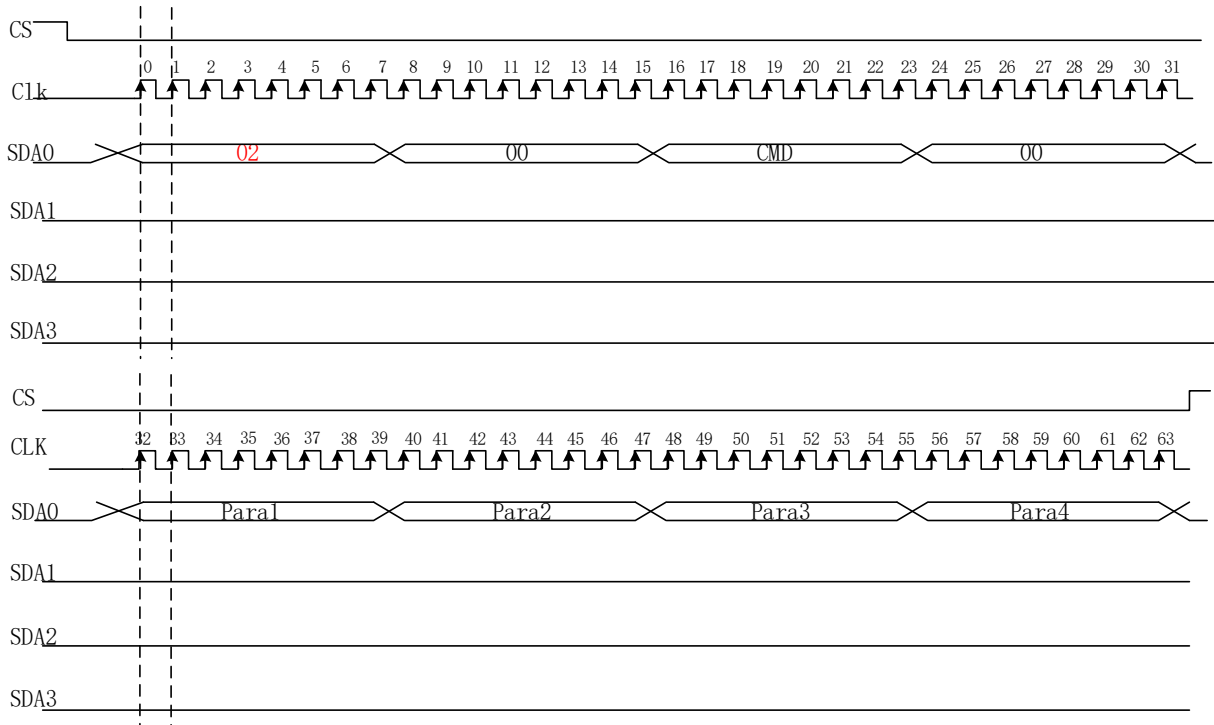 CS
0 1 2 3 4 5 6 7 8 9 10 11 12 13 14 15 16 17 18 19 20 21 22 23 24 25 26 27 28 29 30 31
Clk
SDA0 02 00 CMD 00
SDA1
SDA2
SDA3
CS
32 33 34 35 36 37 38 39 40 41 42 43 44 45 46 47 48 49 50 51 52 53 54 55 56 57 58 59 60 61 62 63
CLK
SDA0 Para1 Para2 Para3 Para4
SDA1
SDA2
SDA3